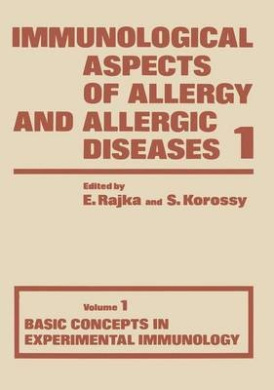 IMMUNOLOGICAL
ASPECTS
OF ALLERGY
AND ALLERGIC
DISEASES 1
Edited by
E. Rajka and S. Korossy
Volume 1
BASIC CONCEPTS IN
EXPERIMENTAL IMMUNOLOGY